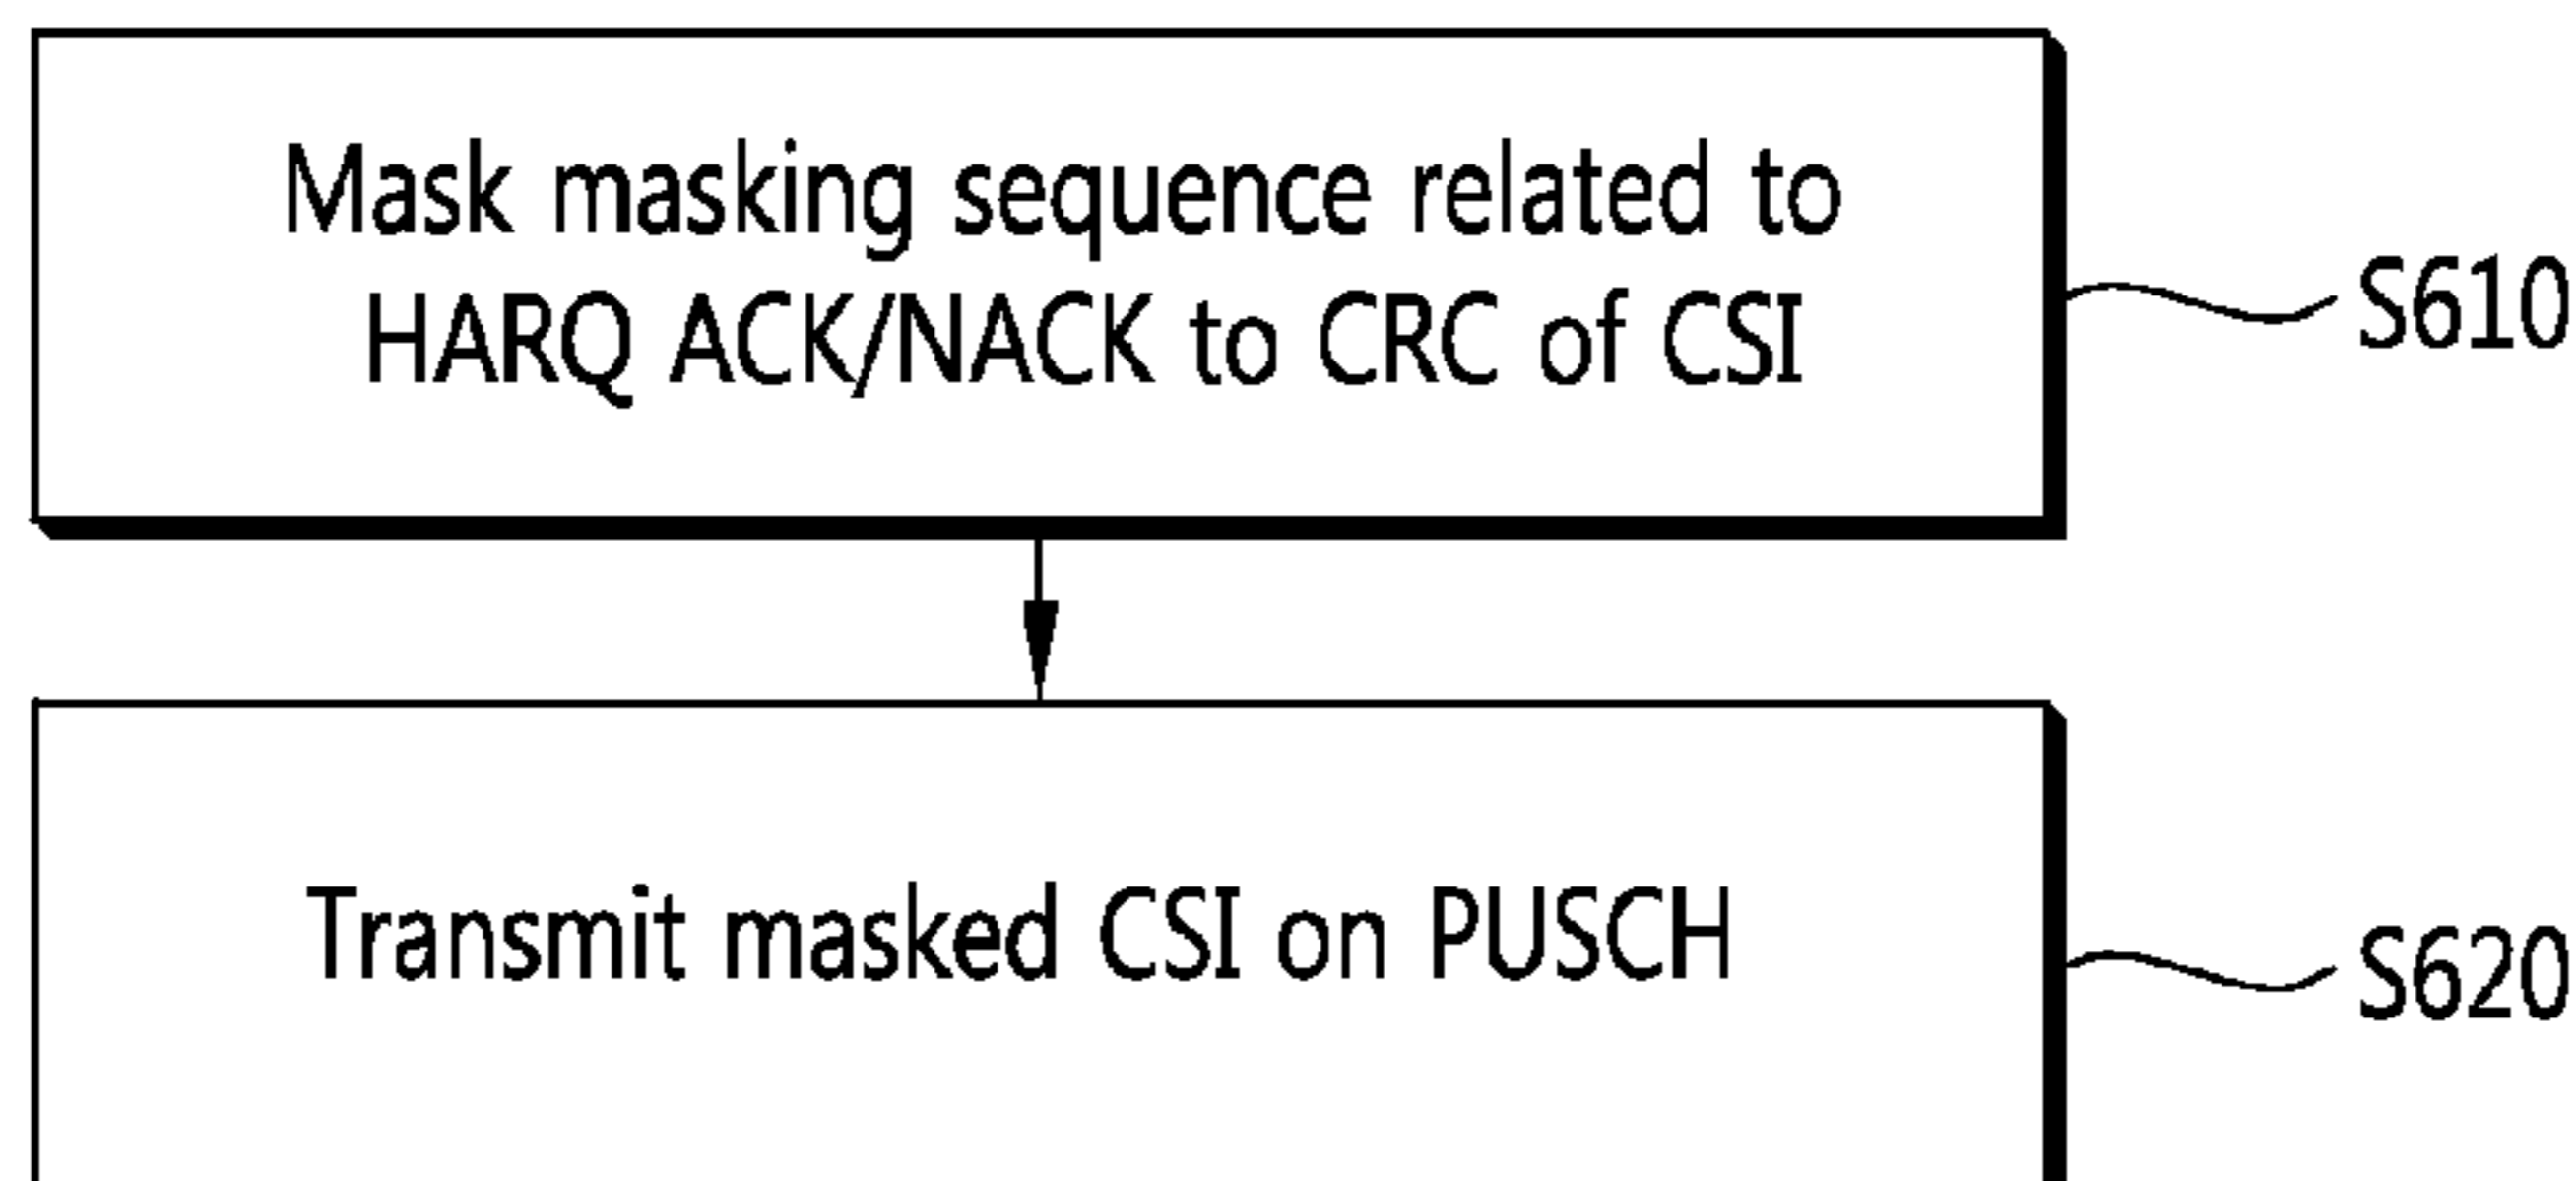 Mask masking sequence related to
HARQ ACK/NACK to CRC of CSI
S610
Transmit masked CSI on PUSCH
S620